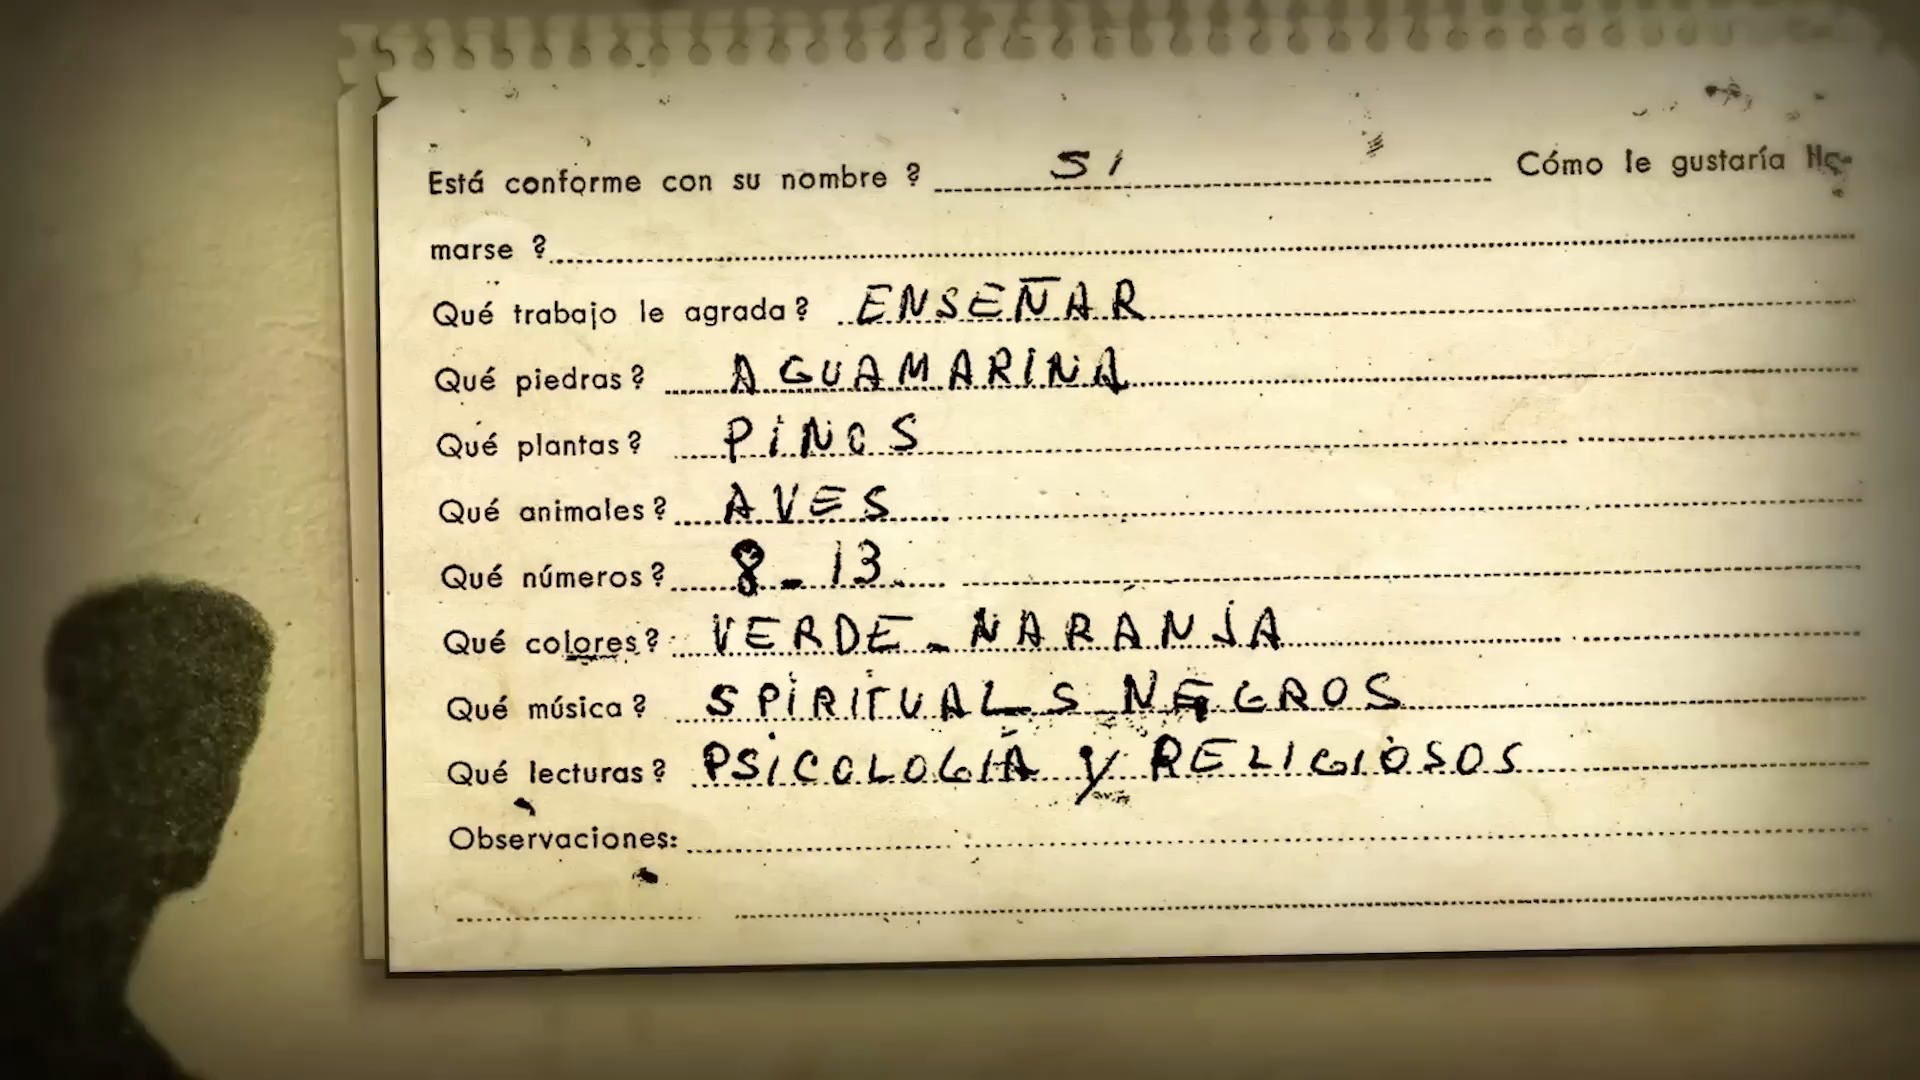 Está conforme con su nombre ? SI Cómo le gustaría lla-
marse ?
Qué trabajo le agrada? ENSEÑAR
Qué piedras? AGUAMARINA
Qué plantas? PINOS
Qué animales? AVES
Qué números? 8-13
Qué colores? VERDE-NARANJA
Qué música? SPIRITUALS NEGROS
Qué lecturas? PSICOLOGÍA Y RELIGIOSOS
Observaciones: